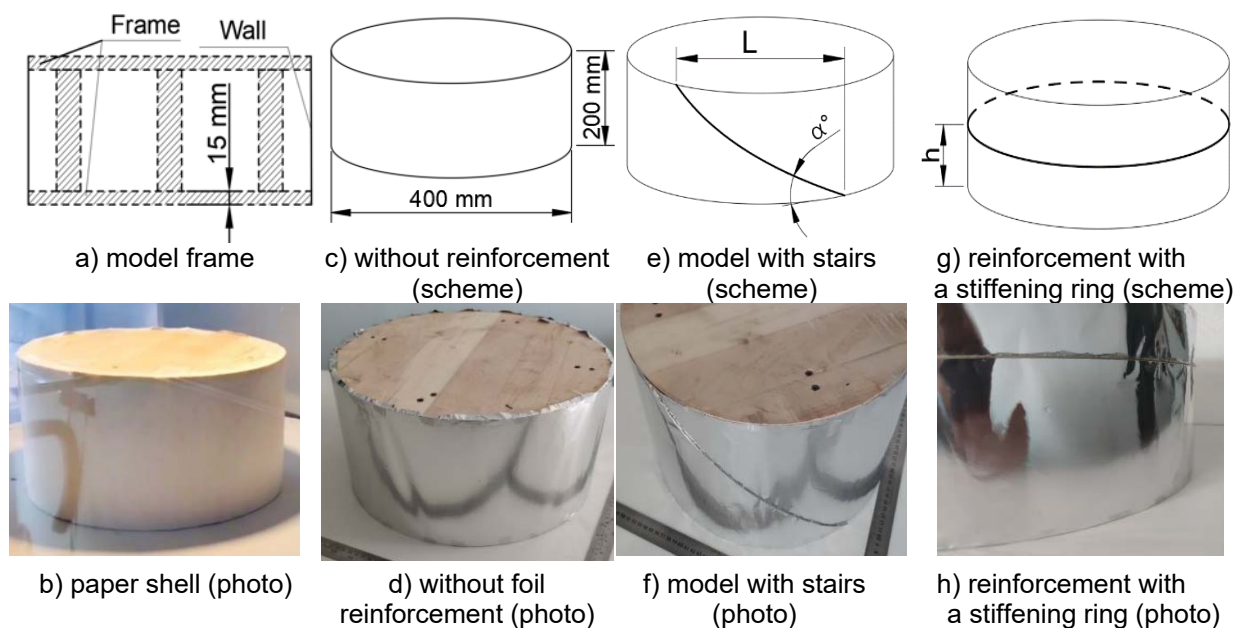 Frame
Wall
15 mm
a) model frame
200 mm
400 mm
c) without reinforcement
(scheme)
L
α°
e) model with stairs
(scheme)
h
g) reinforcement with
a stiffening ring (scheme)
b) paper shell (photo)
d) without foil
reinforcement (photo)
f) model with stairs
(photo)
h) reinforcement with
a stiffening ring (photo)